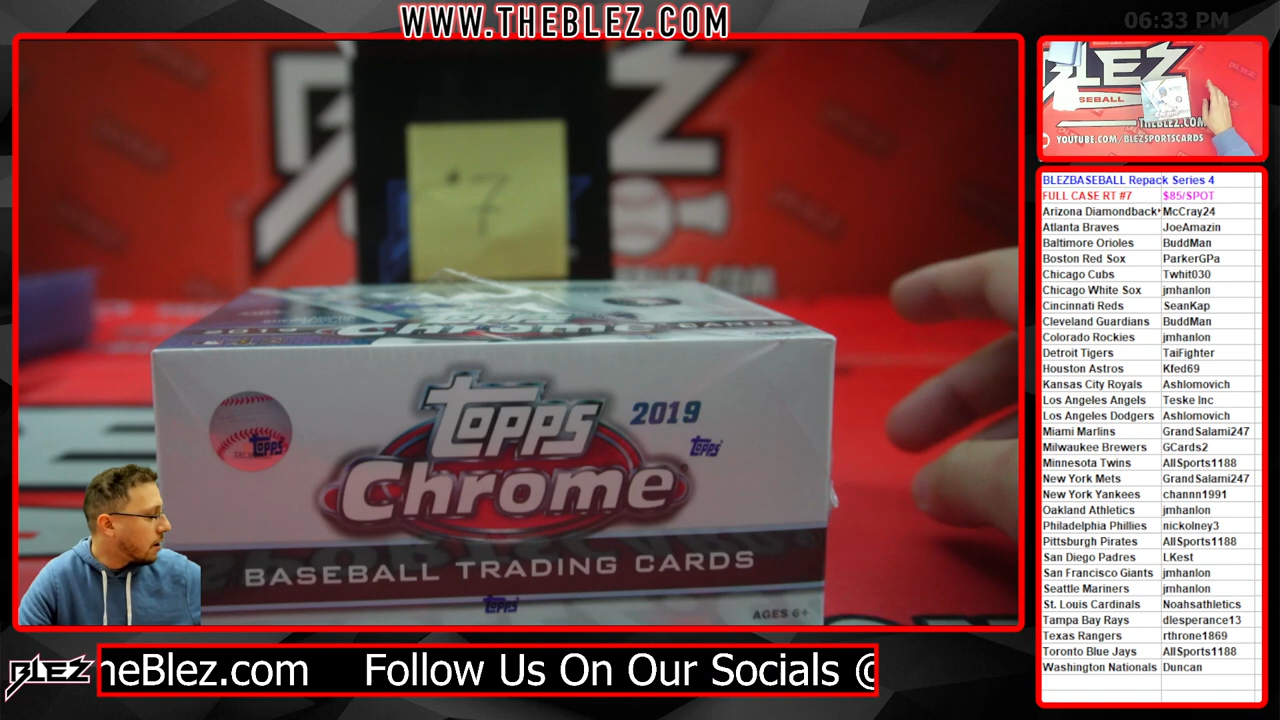 WWW.THEBLEZ.COM
06:33 PM
BLEZ
SEBALL
THEBLEZ.COM
YOUTUBE.COM/BLEZSPORTSCARDS
BLEZBASEBALL Repack Series 4
FULL CASE RT #7 $85/SPOT
Arizona Diamondback McCray24
Atlanta Braves JoeAmazin
Baltimore Orioles BuddMan
Boston Red Sox ParkerGPa
Chicago Cubs Twhit030
Chicago White Sox jmhanlon
Cincinnati Reds SeanKap
Cleveland Guardians BuddMan
Colorado Rockies jmhanlon
Detroit Tigers TaiFighter
Houston Astros Kfed69
Kansas City Royals Ashlomovich
Los Angeles Angels Teske Inc
Los Angeles Dodgers Ashlomovich
Miami Marlins GrandSalami247
Milwaukee Brewers GCards2
Minnesota Twins AllSports1188
New York Mets GrandSalami247
New York Yankees channn1991
Oakland Athletics jmhanlon
Philadelphia Phillies nickolney3
Pittsburgh Pirates AllSports1188
San Diego Padres LKest
San Francisco Giants jmhanlon
Seattle Mariners jmhanlon
St. Louis Cardinals Noahsathletics
Tampa Bay Rays dlesperance13
Texas Rangers rthrone1869
Toronto Blue Jays AllSports1188
Washington Nationals Duncan
Chrome CARDS
Topps 2019
Topps
Topps
Chrome
BASEBALL TRADING CARDS
Topps
AGES 6+
BLEZ heBlez.com Follow Us On Our Socials @